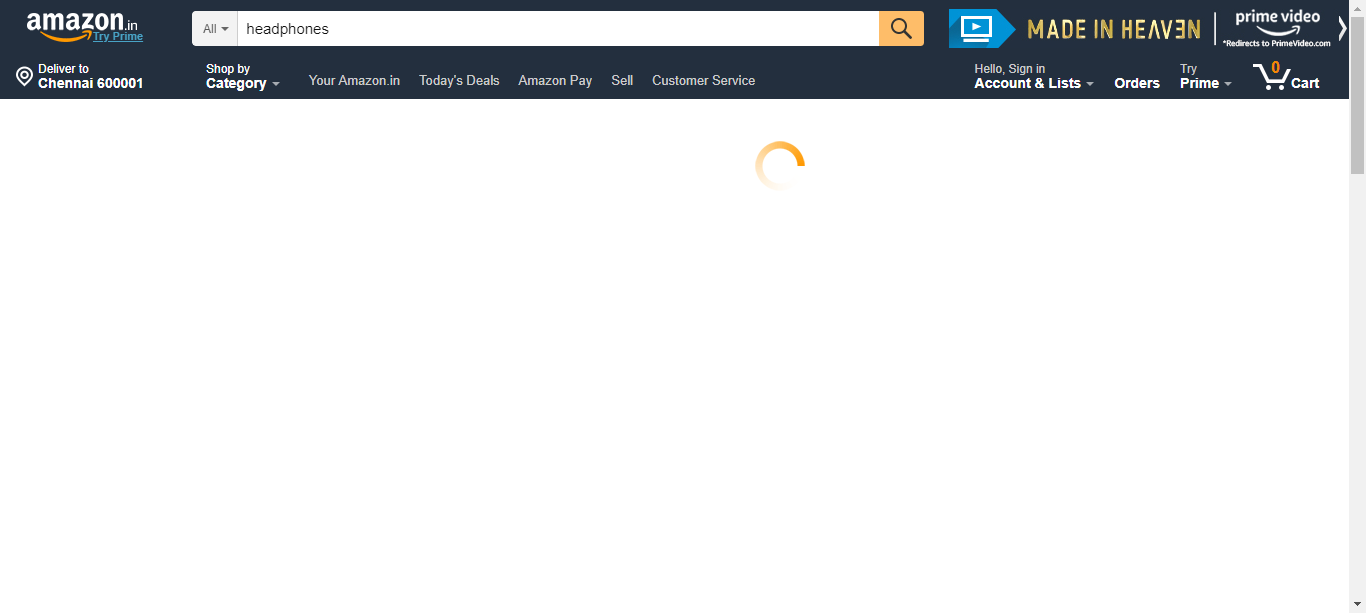 amazon.in
Try Prime
All
headphones
MADE IN HEAVEN
prime video
*Redirects to PrimeVideo.com
Deliver to
Chennai 600001
Shop by
Category
Your Amazon.in
Today's Deals
Amazon Pay
Sell
Customer Service
Hello, Sign in
Account & Lists
Orders
Try
Prime
0
Cart